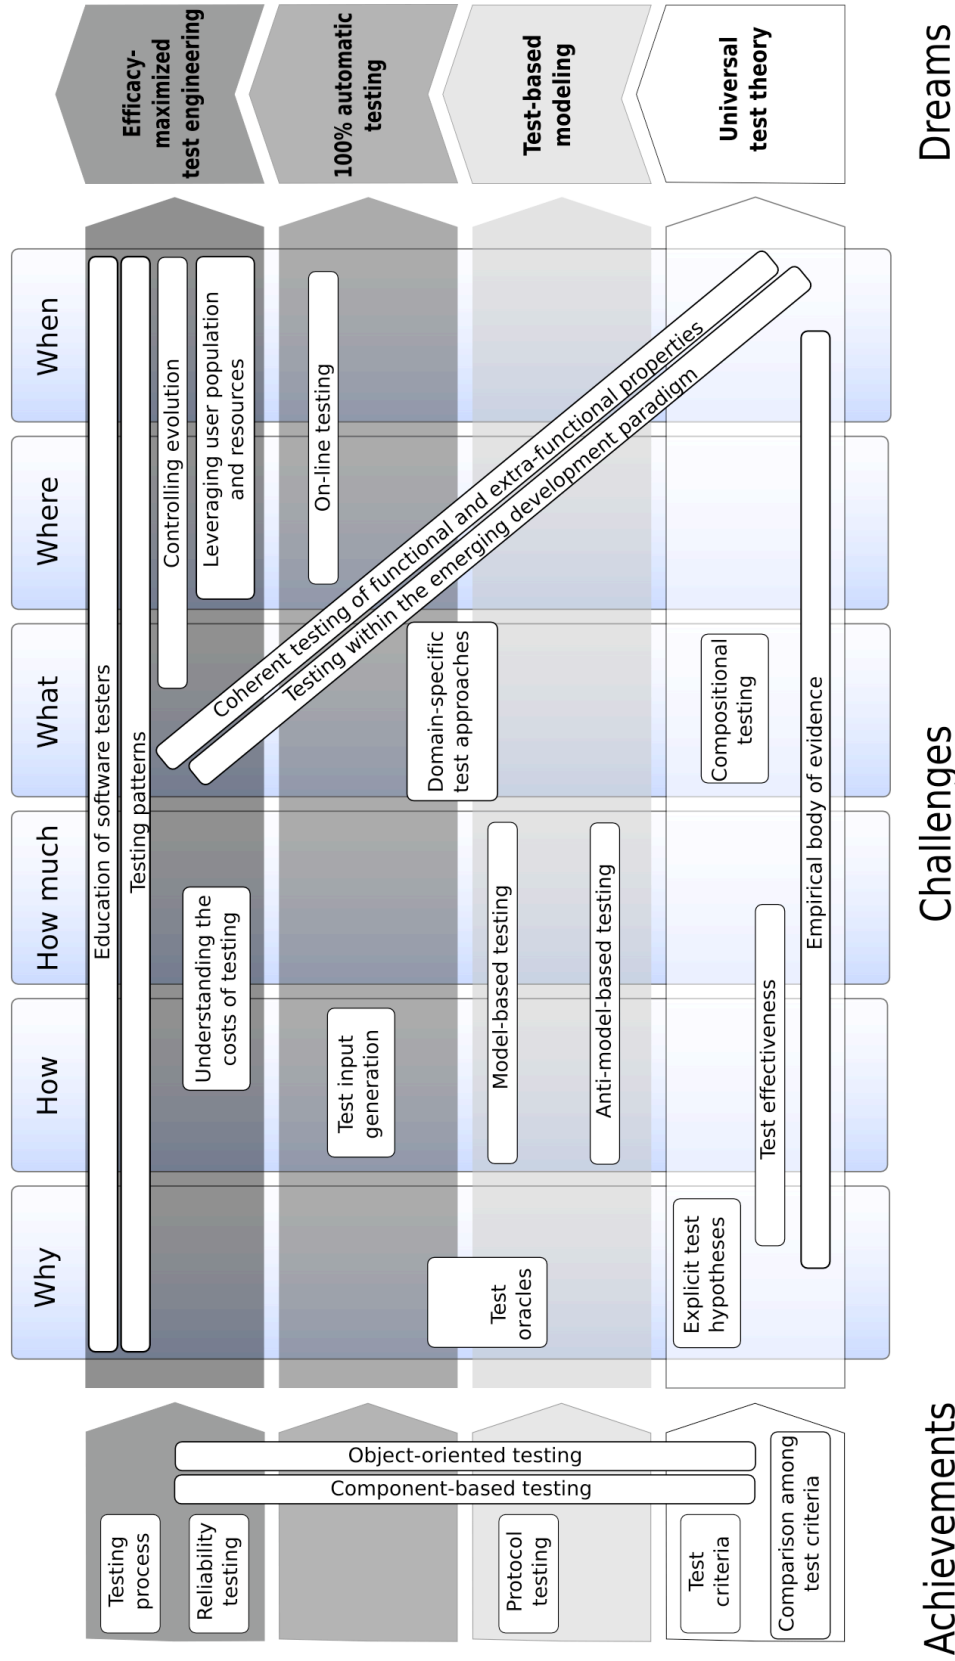 Achievements
Challenges
Dreams
Why
How
How much
What
Where
When
Testing
process
Reliability
testing
Object-oriented testing
Component-based testing
Protocol
testing
Test
criteria
Comparison among
test criteria
Education of software testers
Testing patterns
Controlling evolution
Leveraging user population
and resources
Understanding the
costs of testing
Coherent testing of functional and extra-functional properties
Testing within the emerging development paradigm
On-line testing
Test input
generation
Domain-specific
test approaches
Test
oracles
Model-based testing
Anti-model-based testing
Explicit test
hypotheses
Compositional
testing
Test effectiveness
Empirical body of evidence
Efficacy-
maximized
test engineering
100% automatic
testing
Test-based
modeling
Universal
test theory